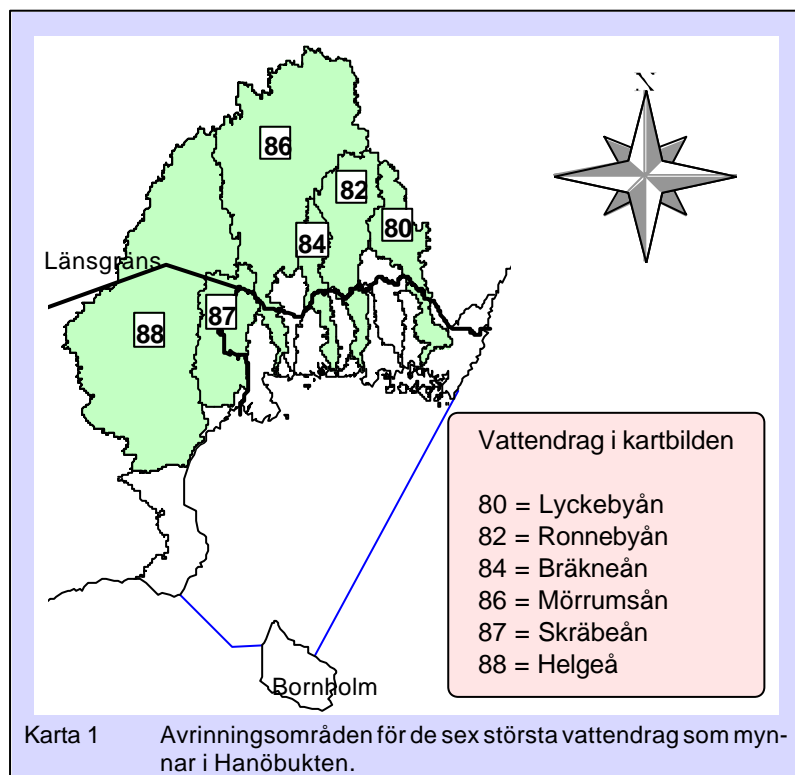 N
86
82
80
84
Länsgräns
87
88
Vattendrag i kartbilden
80 = Lyckebyån
82 = Ronnebyån
84 = Bräkneån
86 = Mörrumsån
87 = Skräbeån
88 = Helgeå
Bornholm
Karta 1 Avrinningsområden för de sex största vattendrag som myn-
nar i Hanöbukten.